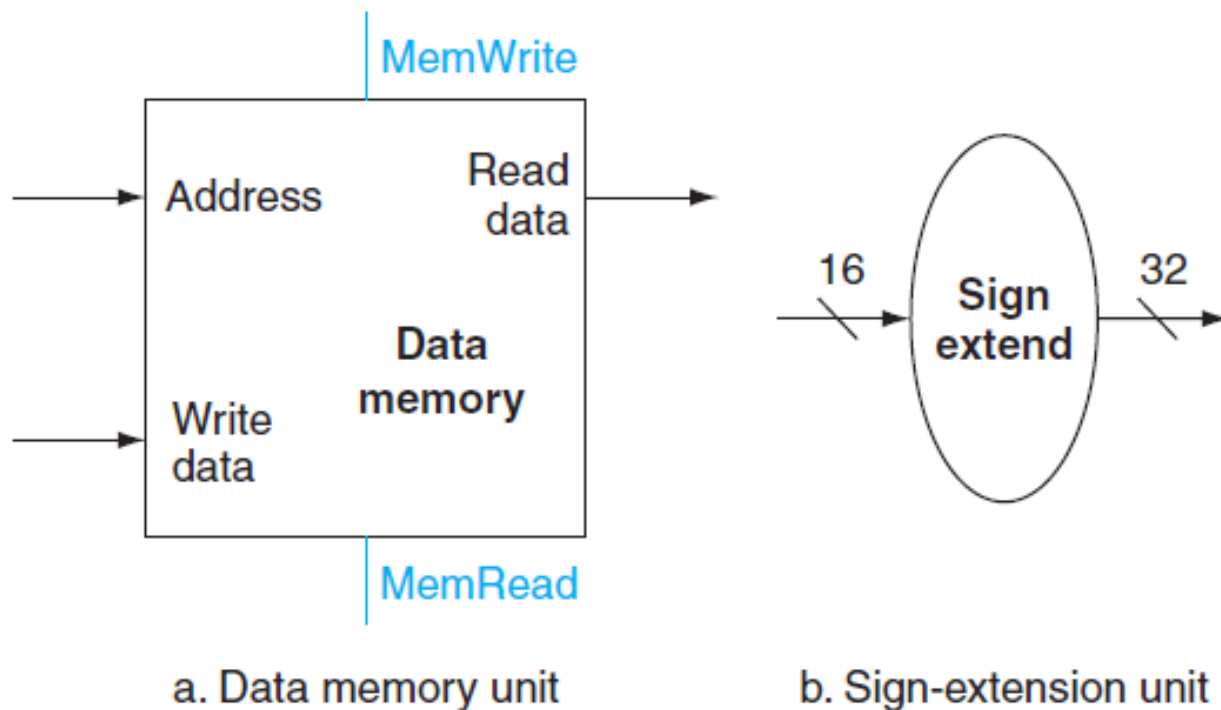 MemWrite
Address
Read
data
Data
memory
Write
data
MemRead
a. Data memory unit
16
Sign
extend
32
b. Sign-extension unit